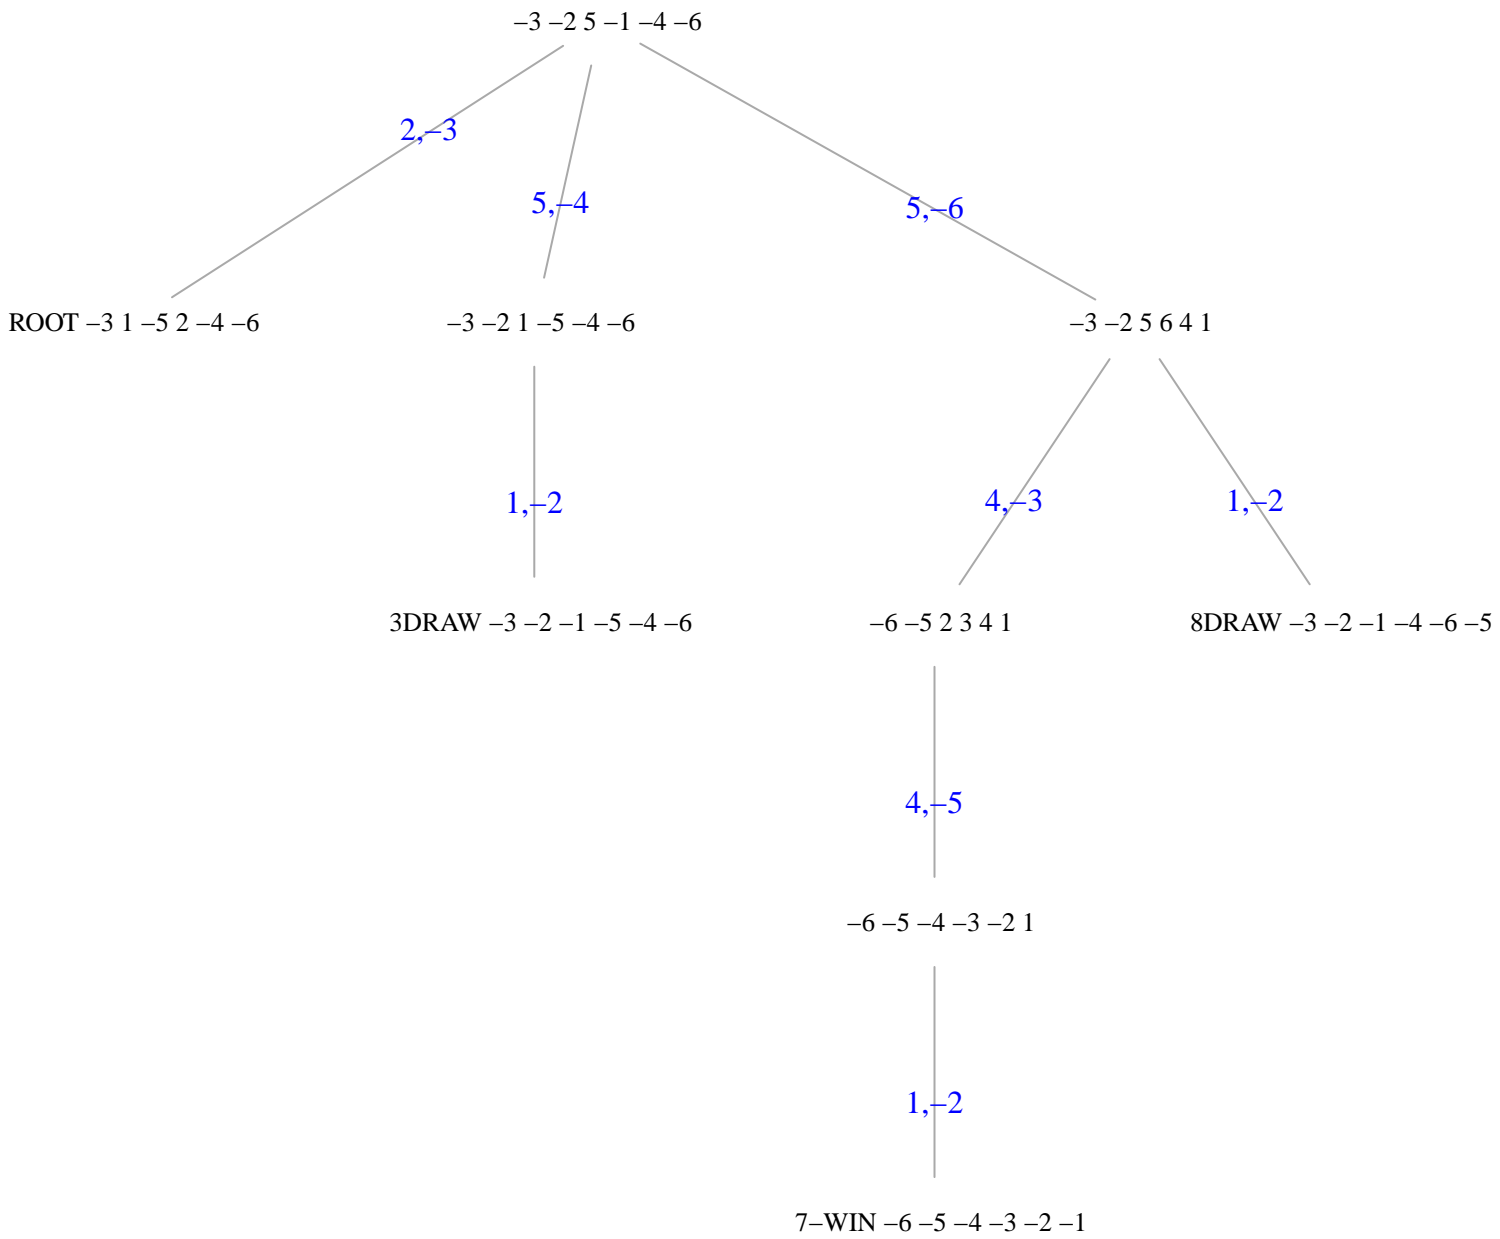 –3 –2 5 –1 –4 –6
2,–3
5,–4
5,–6
ROOT –3 1 –5 2 –4 –6
–3 –2 1 –5 –4 –6
–3 –2 5 6 4 1
1,–2
4,–3
1,–2
3DRAW –3 –2 –1 –5 –4 –6
–6 –5 2 3 4 1
8DRAW –3 –2 –1 –4 –6 –5
4,–5
–6 –5 –4 –3 –2 1
1,–2
7–WIN –6 –5 –4 –3 –2 –1